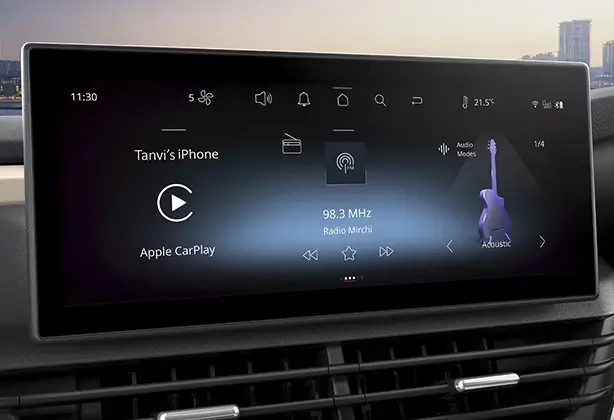 11:30
5
21.5°C
Tanvi's iPhone
Apple CarPlay
FM
98.3 MHz
Radio Mirchi
Audio
Modes
1/4
Acoustic